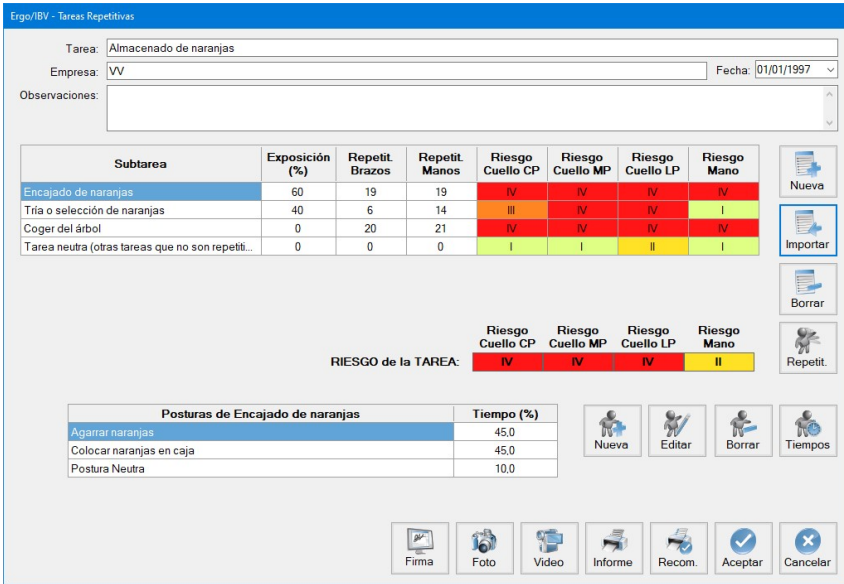 Ergo/IBV - Tareas Repetitivas
Tarea: Almacenado de naranjas
Empresa: VV Fecha: 01/01/1997
Observaciones:
Subtarea Exposición (%) Repetit. Brazos Repetit. Manos Riesgo Cuello CP Riesgo Cuello MP Riesgo Cuello LP Riesgo Mano
Encajado de naranjas 60 19 19 IV IV IV IV
Tría o selección de naranjas 40 6 14 III IV IV I
Coger del árbol 0 20 21 IV IV IV IV
Tarea neutra (otras tareas que no son repetiti... 0 0 0 I I II I
Nueva
Importar
Borrar
Repetit.
Riesgo Cuello CP Riesgo Cuello MP Riesgo Cuello LP Riesgo Mano
RIESGO de la TAREA: IV IV IV II
Posturas de Encajado de naranjas Tiempo (%)
Agarrar naranjas 45,0
Colocar naranjas en caja 45,0
Postura Neutra 10,0
Nueva Editar Borrar Tiempos
Firma Foto Video Informe Recom. Aceptar Cancelar